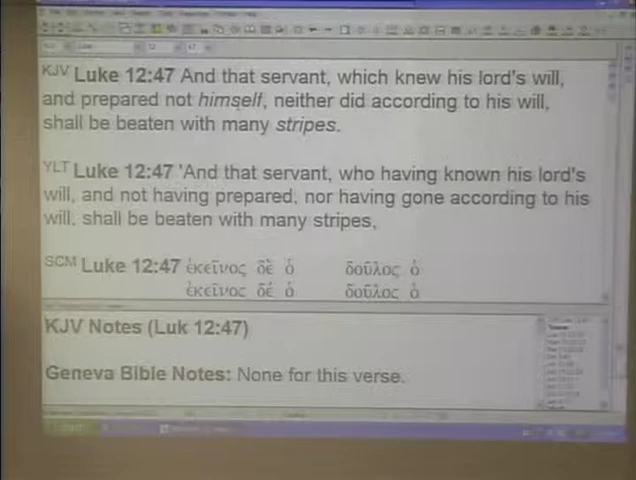 KJV Luke 12:47 And that servant, which knew his lord's will,
and prepared not himself, neither did according to his will,
shall be beaten with many stripes.
YLT Luke 12:47 'And that servant, who having known his lord's
will, and not having prepared, nor having gone according to his
will, shall be beaten with many stripes,
SCM Luke 12:47 ἐκεῖνος δὲ ὁ δοῦλος ὁ
ἐκεῖνος δέ ὁ δοῦλος ὁ
KJV Notes (Luk 12:47)
Geneva Bible Notes: None for this verse.